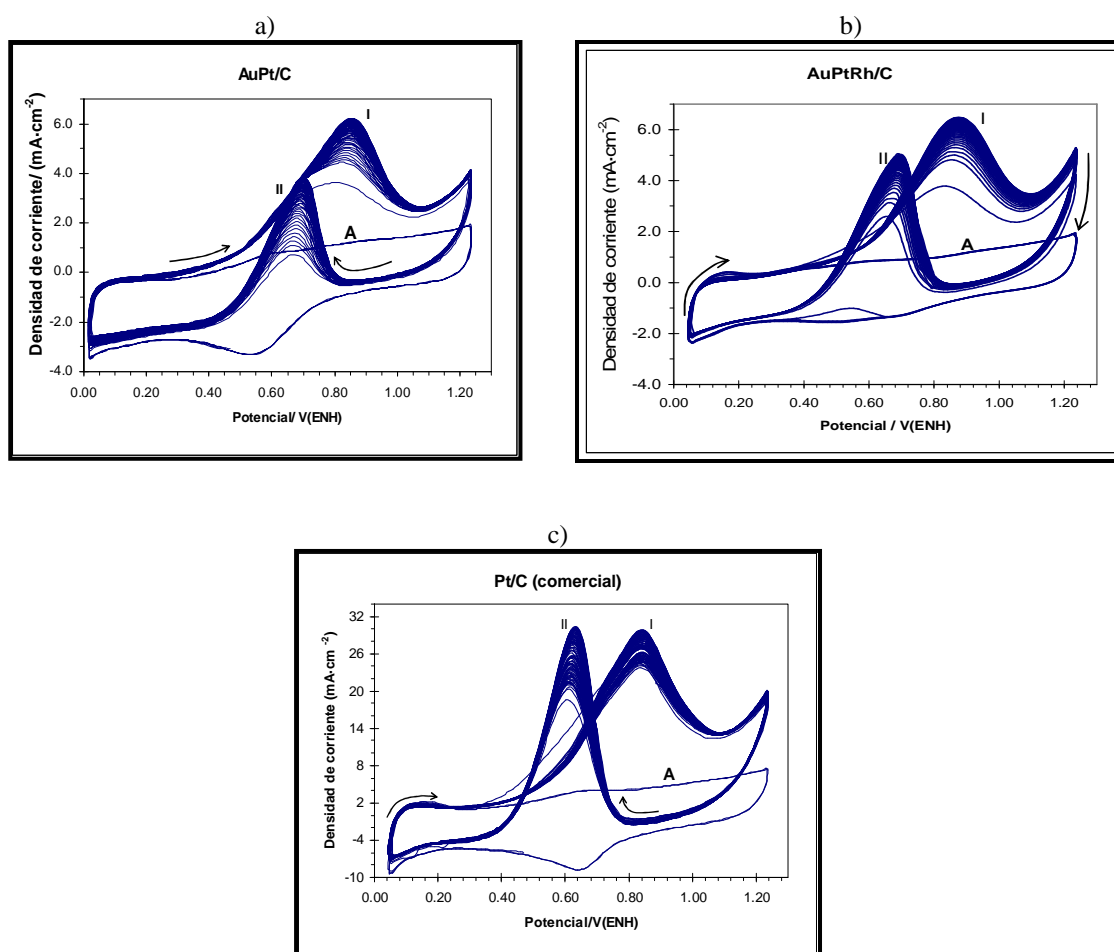 a)
AuPt/C
Densidad de corriente/ (mA·cm-2)
6.0
4.0
2.0
0.0
-2.0
-4.0
I
II
A
0.00 0.20 0.40 0.60 0.80 1.00 1.20
Potencial/ V(ENH)
b)
AuPtRh/C
Densidad de corriente (mA·cm-2)
6.0
4.0
2.0
0.0
-2.0
-4.0
I
II
A
0.00 0.20 0.40 0.60 0.80 1.00 1.20
Potencial / V(ENH)
c)
Pt/C (comercial)
Densidad de corriente (mA·cm-2)
32
26
20
14
8
2
-4
-10
II
I
A
0.00 0.20 0.40 0.60 0.80 1.00 1.20
Potencial/V(ENH)